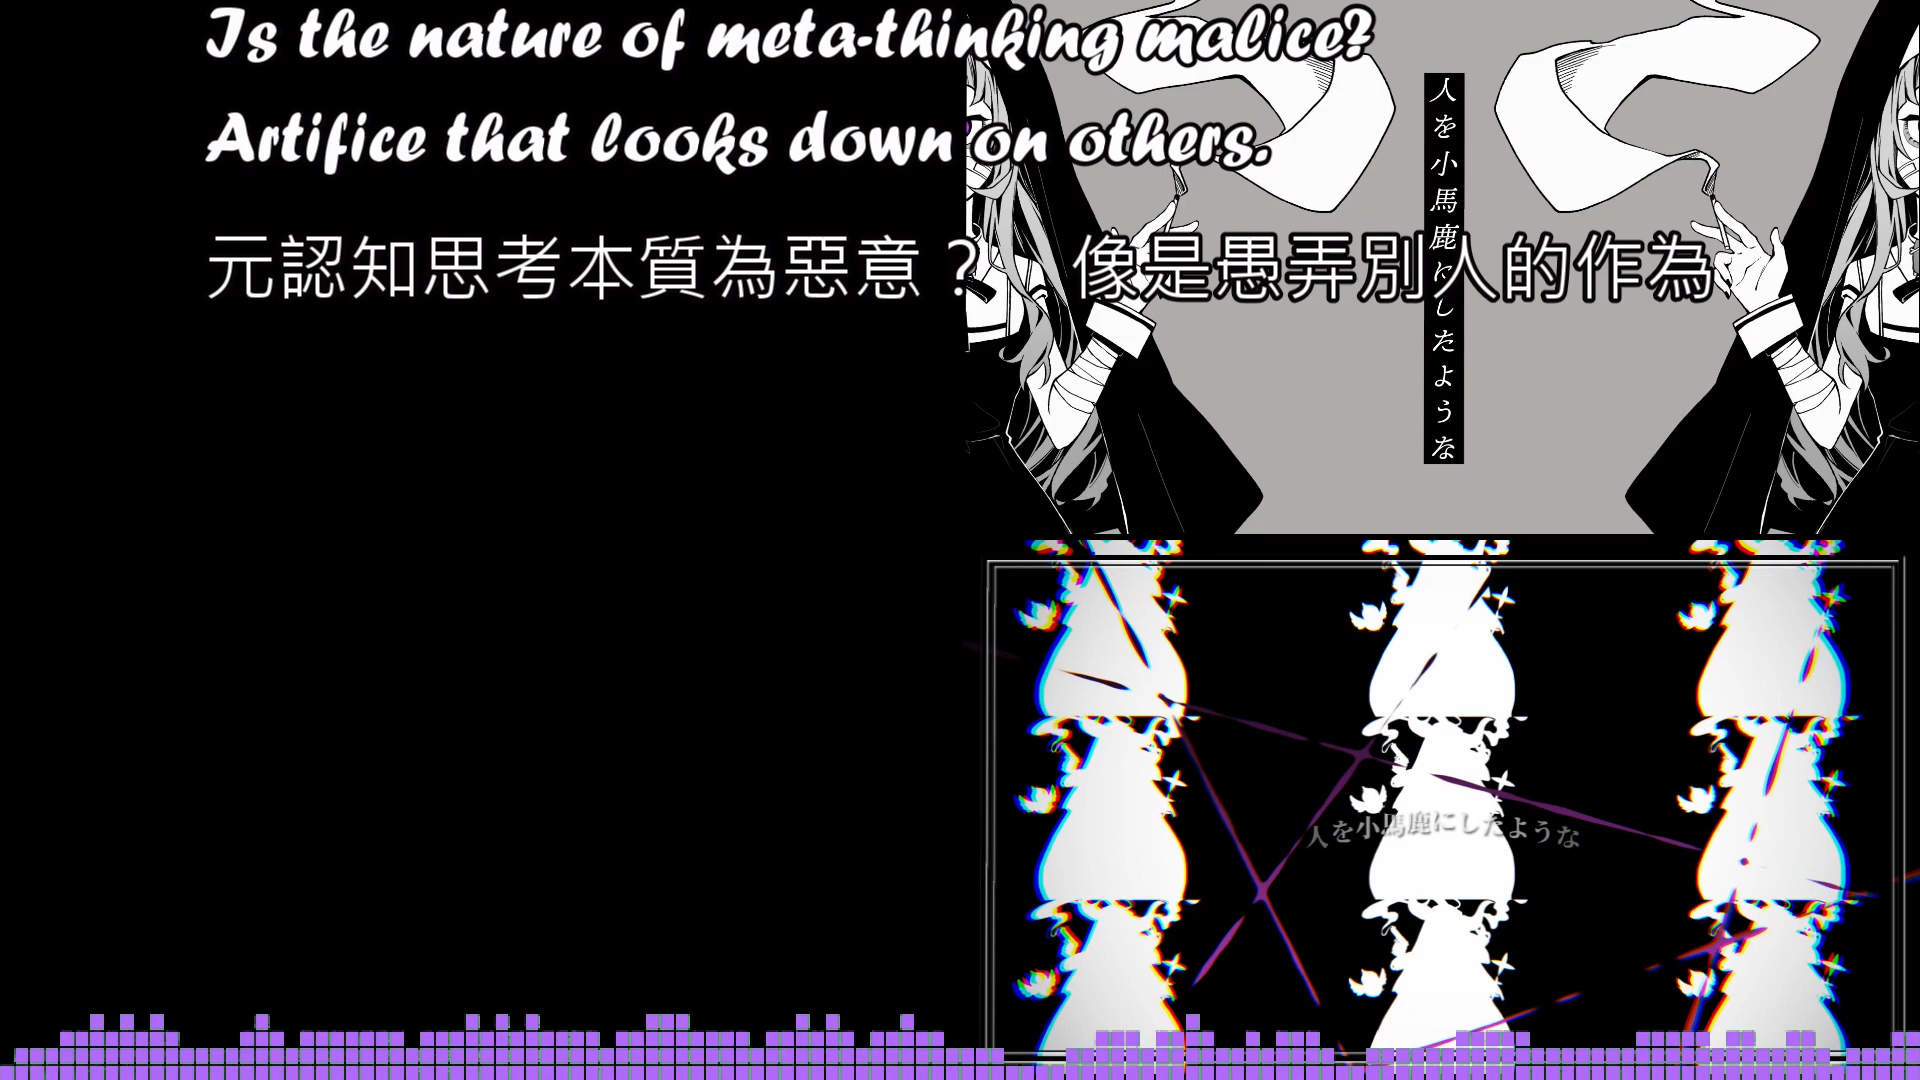 Is the nature of meta-thinking malice?
Artifice that looks down on others.
元認知思考本質為惡意？　像是愚弄別人的作為
人を小馬鹿にしたような
人を小馬鹿にしたような